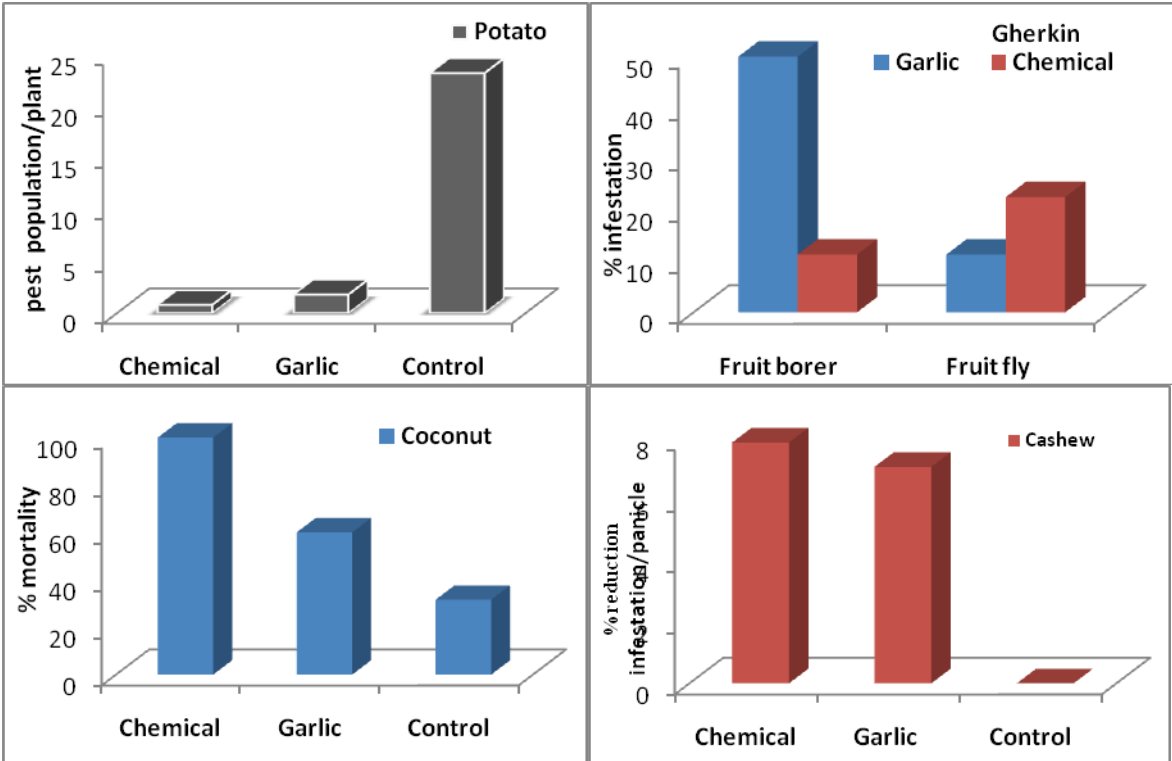 Potato
pest population/plant
25
20
15
10
5
0
Chemical Garlic Control
Gherkin
Garlic Chemical
% infestation
50
40
30
20
10
0
Fruit borer Fruit fly
Coconut
% mortality
100
80
60
40
20
0
Chemical Garlic Control
Cashew
%reduction
infestation/panicle
8
0
Chemical Garlic Control